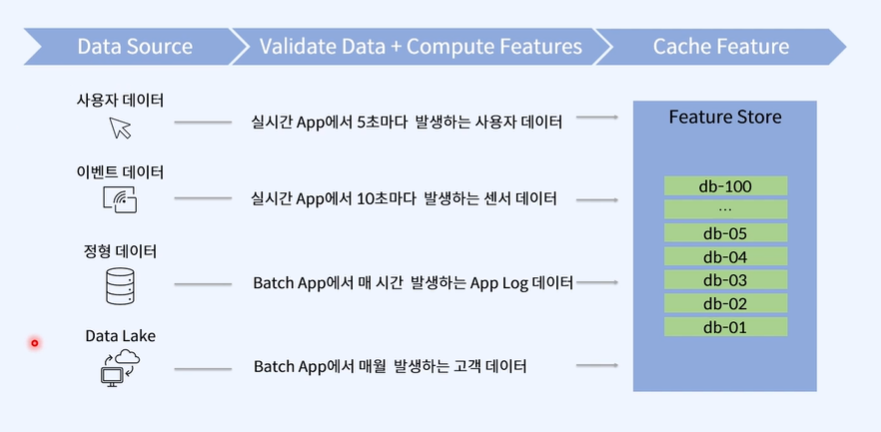 Data Source
Validate Data + Compute Features
Cache Feature
사용자 데이터
실시간 App에서 5초마다 발생하는 사용자 데이터
이벤트 데이터
실시간 App에서 10초마다 발생하는 센서 데이터
정형 데이터
Batch App에서 매 시간 발생하는 App Log 데이터
Data Lake
Batch App에서 매월 발생하는 고객 데이터
Feature Store
db-100
...
db-05
db-04
db-03
db-02
db-01